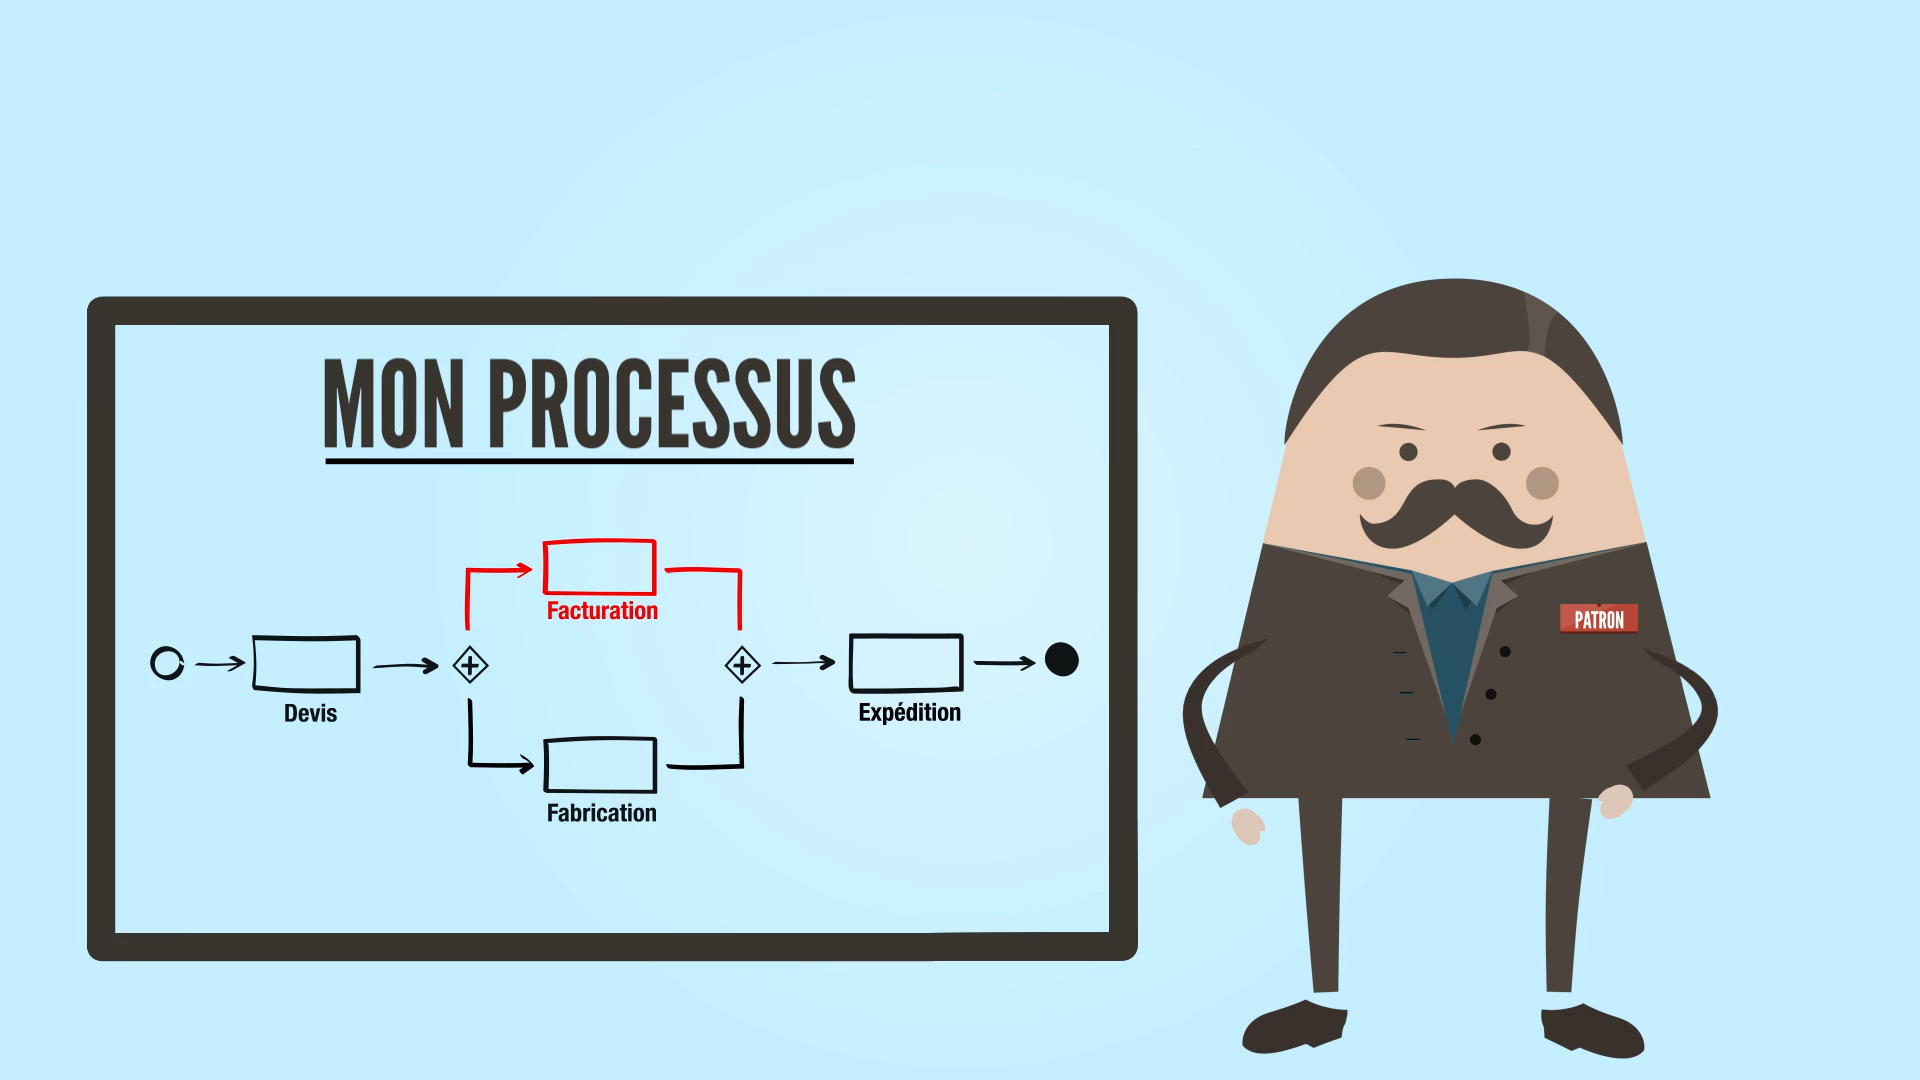 MON PROCESSUS
Facturation
Devis
Expédition
Fabrication
PATRON